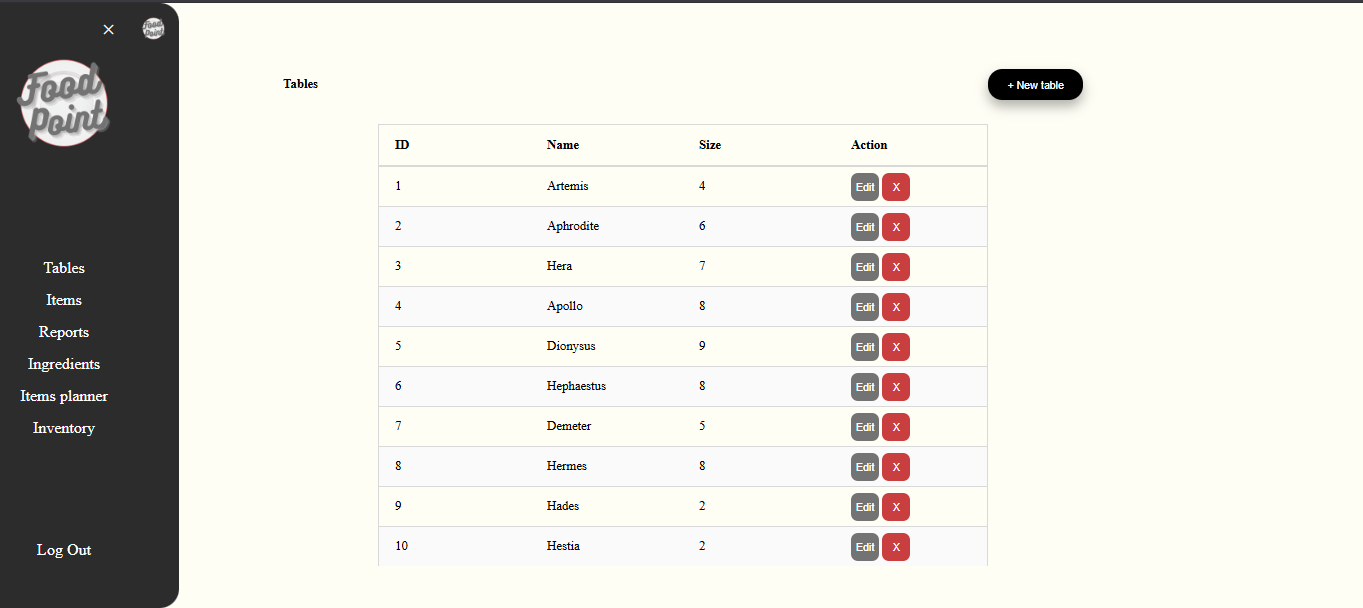 ×
Food
Point
Food
Point
Tables
Items
Reports
Ingredients
Items planner
Inventory
Log Out
Tables
+ New table
ID Name Size Action
1 Artemis 4 Edit X
2 Aphrodite 6 Edit X
3 Hera 7 Edit X
4 Apollo 8 Edit X
5 Dionysus 9 Edit X
6 Hephaestus 8 Edit X
7 Demeter 5 Edit X
8 Hermes 8 Edit X
9 Hades 2 Edit X
10 Hestia 2 Edit X